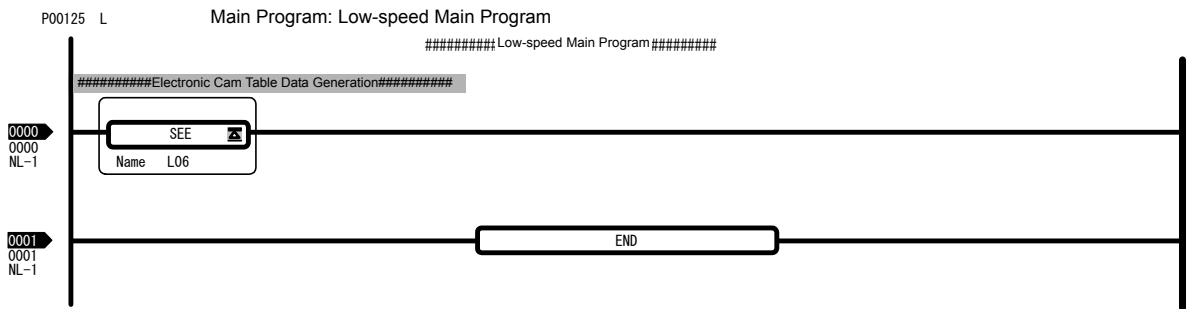 P00125 L Main Program: Low-speed Main Program
##########Low-speed Main Program#########
##########Electronic Cam Table Data Generation##########
0000 SEE
0000
NL-1 Name L06
0001 END
0001
NL-1